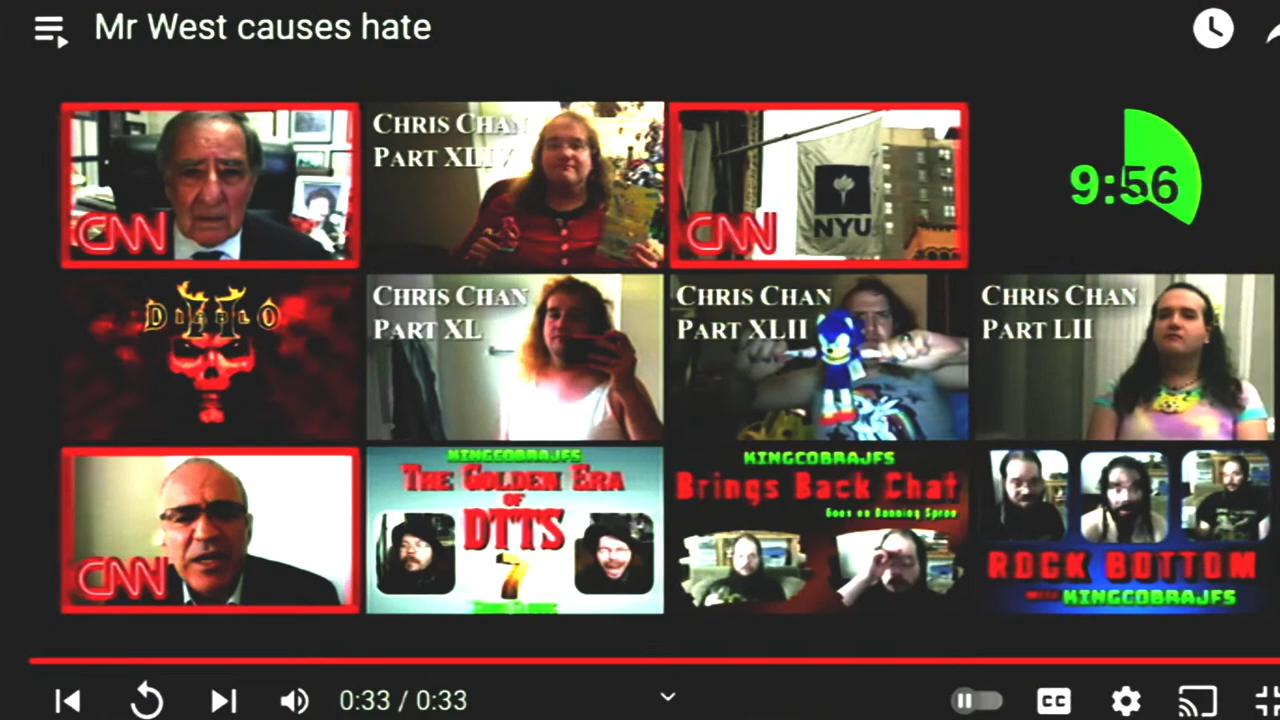 Mr West causes hate
CNN
CHRIS CHAN
PART XLIV
CNN
NYU
9:56
DIABLO
II
CHRIS CHAN
PART XL
CHRIS CHAN
PART XLII
CHRIS CHAN
PART LII
CNN
KINGCOBRAJFS
THE GOLDEN ERA
OF
DTTS
7
KINGCOBRAJFS
Brings Back Chat
Goes on Banning Spree
ROCK BOTTOM
WITH KINGCOBRAJFS
0:33 / 0:33
CC